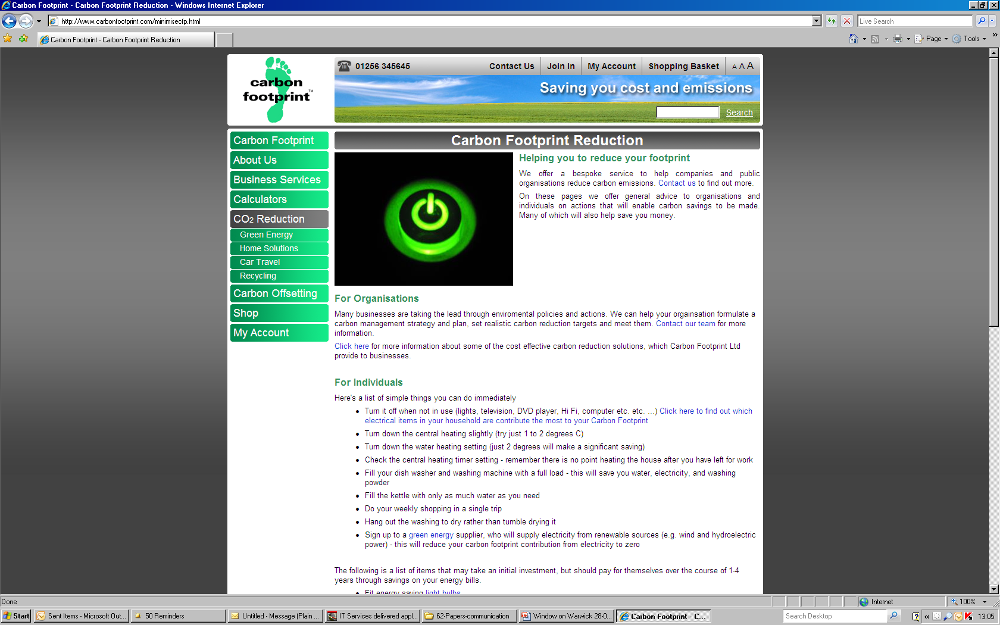 Carbon Footprint - Carbon Footprint Reduction - Windows Internet Explorer
http://www.carbonfootprint.com/minimisecfp.html
Live Search
Carbon Footprint - Carbon Footprint Reduction
Page
Tools
carbon
footprint™
01256 345645
Contact Us
Join In
My Account
Shopping Basket
A A A
Saving you cost and emissions
Search
Carbon Footprint
About Us
Business Services
Calculators
CO2 Reduction
Green Energy
Home Solutions
Car Travel
Recycling
Carbon Offsetting
Shop
My Account
Carbon Footprint Reduction
Helping you to reduce your footprint
We offer a bespoke service to help companies and public
organisations reduce carbon emissions. Contact us to find out more.
On these pages we offer general advice to organisations and
individuals on actions that will enable carbon savings to be made.
Many of which will also help save you money.
For Organisations
Many businesses are taking the lead through enviromental policies and actions. We can help your orgainsation formulate a
carbon management strategy and plan, set realistic carbon reduction targets and meet them. Contact our team for more
information.
Click here for more information about some of the cost effective carbon reduction solutions, which Carbon Footprint Ltd
provide to businesses.
For Individuals
Here's a list of simple things you can do immediately
• Turn it off when not in use (lights, television, DVD player, Hi Fi, computer etc. etc. ...) Click here to find out which
electrical items in your household are contribute the most to your Carbon Footprint
• Turn down the central heating slightly (try just 1 to 2 degrees C)
• Turn down the water heating setting (just 2 degrees will make a significant saving)
• Check the central heating timer setting - remember there is no point heating the house after you have left for work
• Fill your dish washer and washing machine with a full load - this will save you water, electricity, and washing
powder
• Fill the kettle with only as much water as you need
• Do your weekly shopping in a single trip
• Hang out the washing to dry rather than tumble drying it
• Sign up to a green energy supplier, who will supply electricity from renewable sources (e.g. wind and hydroelectric
power) - this will reduce your carbon footprint contribution from electricity to zero
The following is a list of items that may take an initial investment, but should pay for themselves over the course of 1-4
years through savings on your energy bills.
• Fit energy saving light bulbs
Done
Internet
100%
Start
Sent Items - Microsoft Out...
50 Reminders
Untitled - Message (Plain ...
IT Services delivered appl...
62-Papers-communication
Window on Warwick 28-0...
Carbon Footprint - C...
Search Desktop
13:05